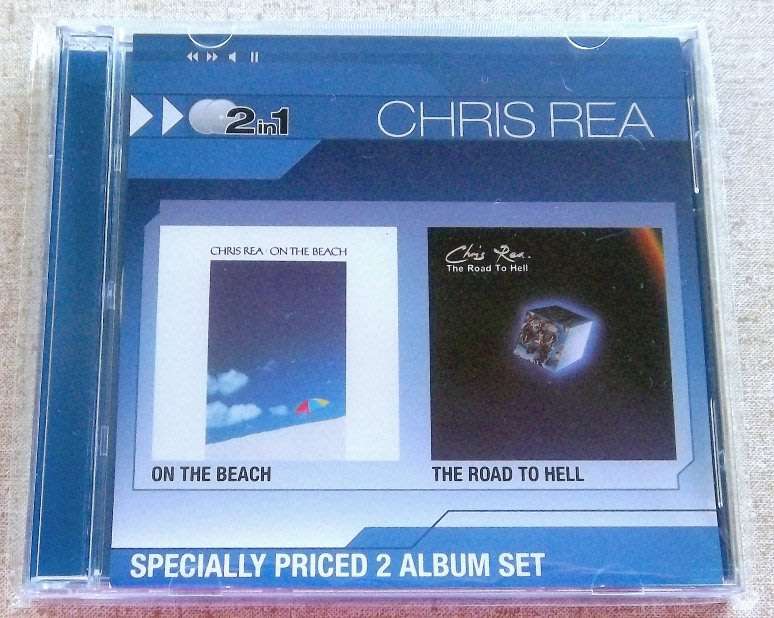 2in1
CHRIS REA
CHRIS REA · ON THE BEACH
Chris Rea.
The Road To Hell
ON THE BEACH
THE ROAD TO HELL
SPECIALLY PRICED 2 ALBUM SET